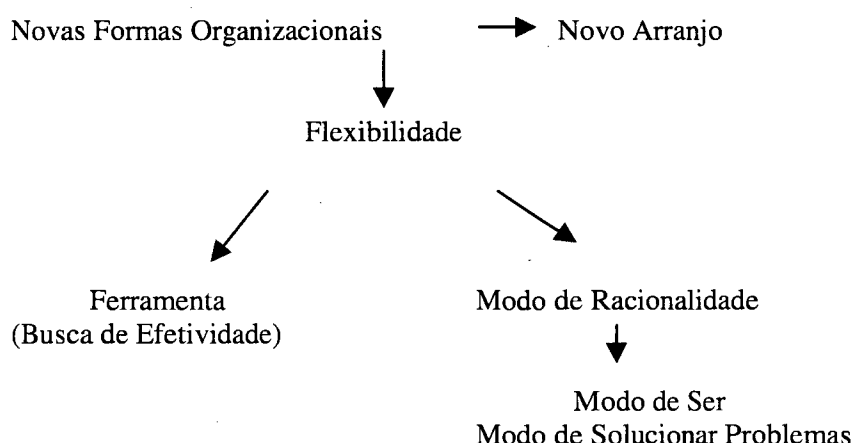 Novas Formas Organizacionais Novo Arranjo
Flexibilidade
Ferramenta Modo de Racionalidade
(Busca de Efetividade)
Modo de Ser
Modo de Solucionar Problemas